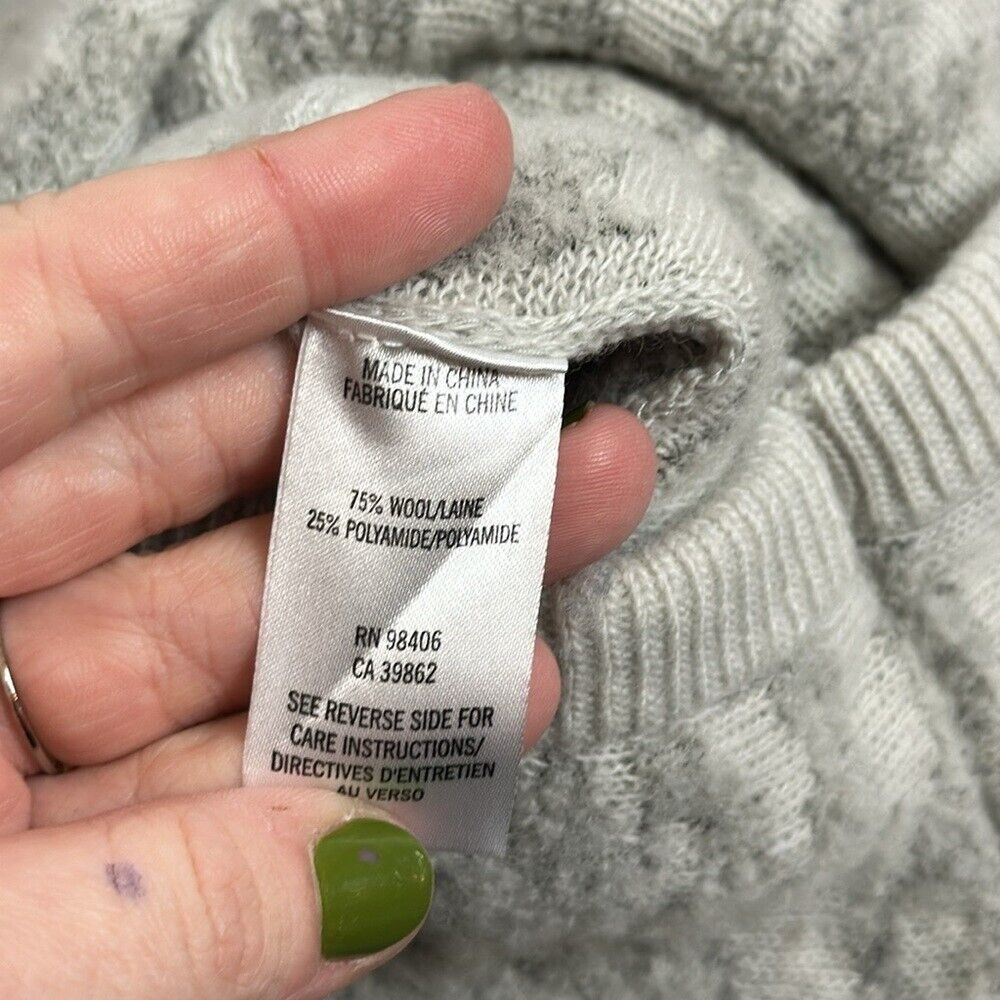 MADE IN CHINA
FABRIQUÉ EN CHINE
75% WOOL/LAINE
25% POLYAMIDE/POLYAMIDE
RN 98406
CA 39862
SEE REVERSE SIDE FOR
CARE INSTRUCTIONS/
DIRECTIVES D'ENTRETIEN
AU VERSO